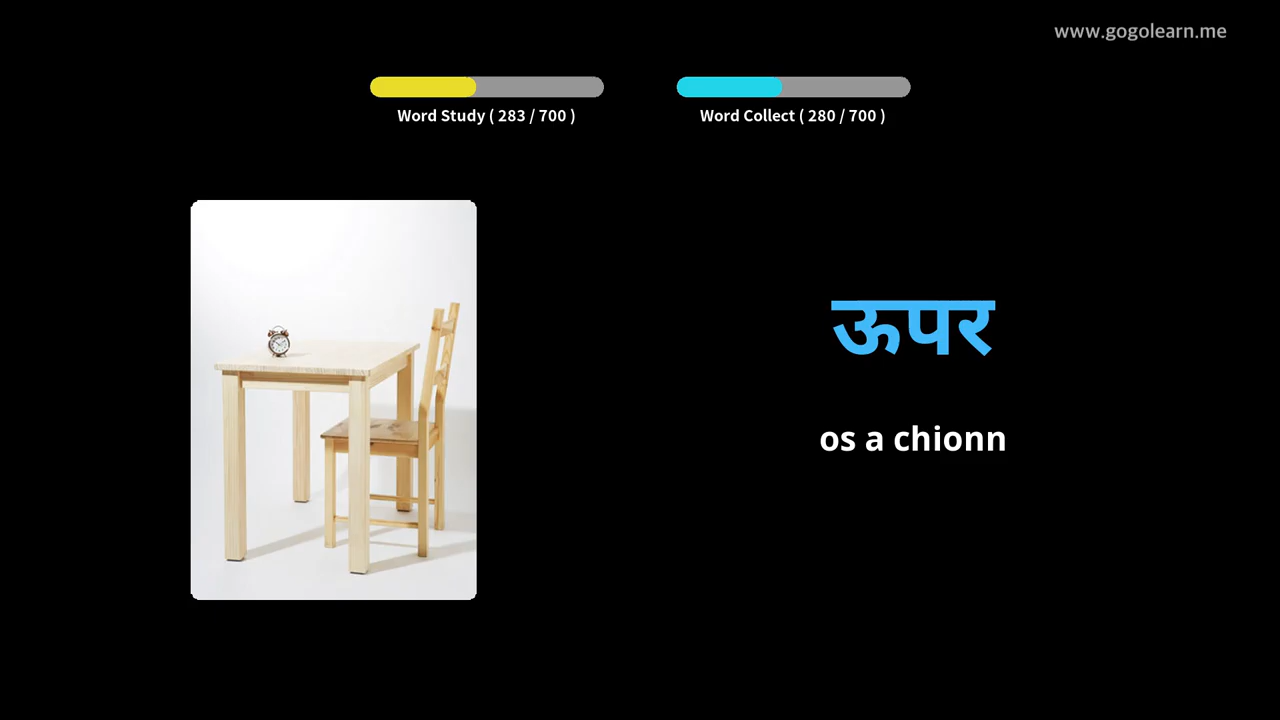 www.gogolearn.me
Word Study ( 283 / 700 )
Word Collect ( 280 / 700 )
ऊपर
os a chionn